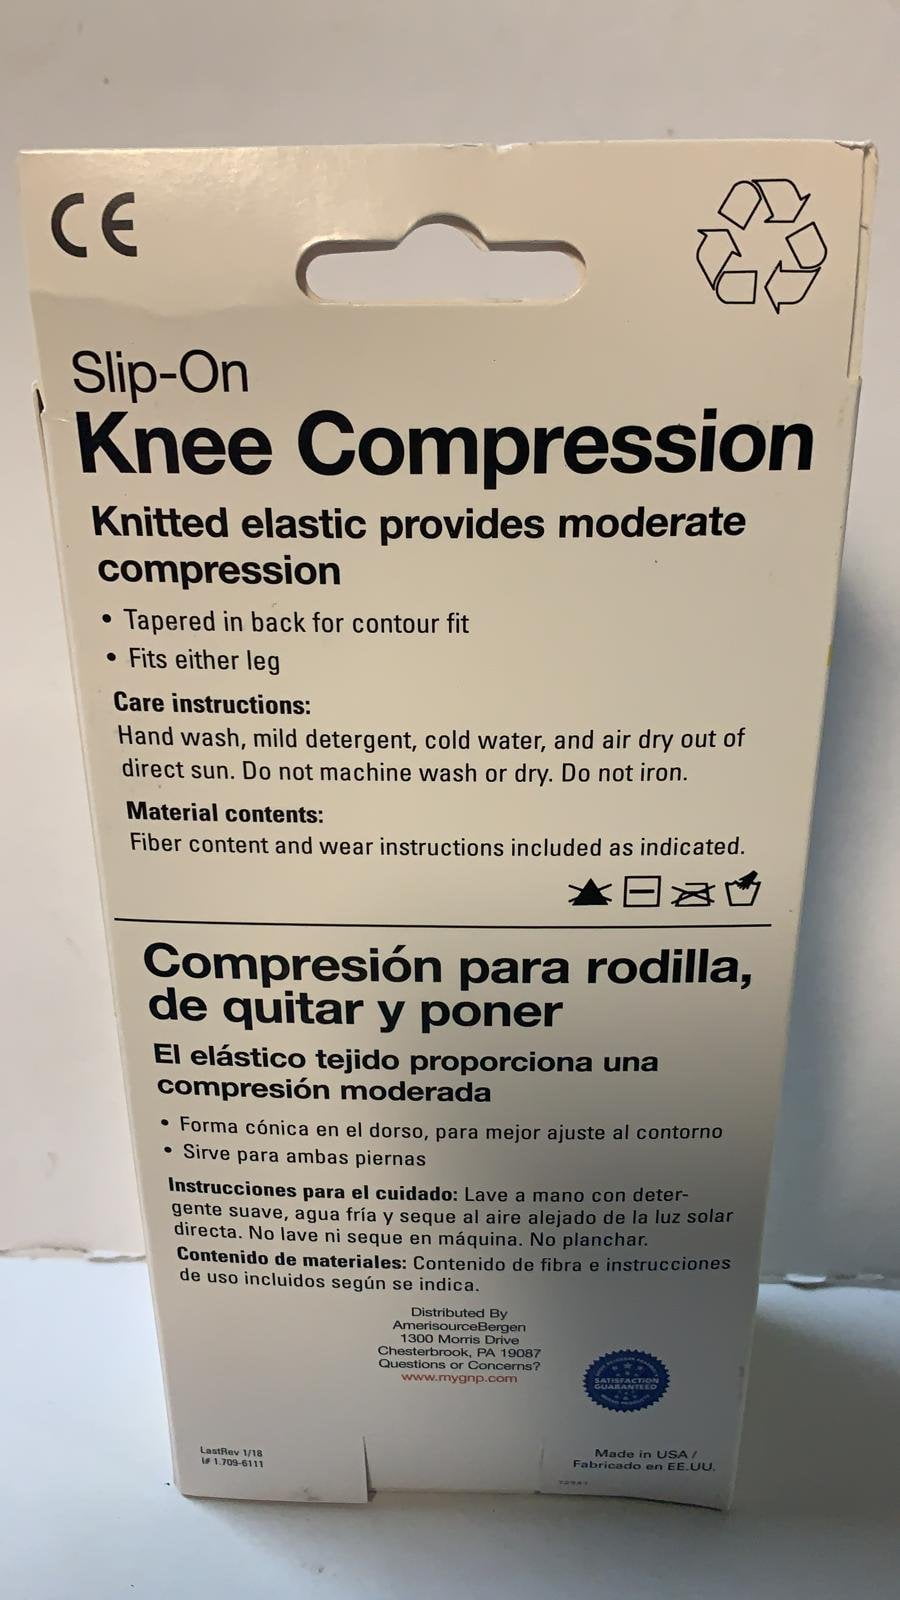 CE
Slip-On
Knee Compression
Knitted elastic provides moderate
compression
• Tapered in back for contour fit
• Fits either leg
Care instructions:
Hand wash, mild detergent, cold water, and air dry out of
direct sun. Do not machine wash or dry. Do not iron.
Material contents:
Fiber content and wear instructions included as indicated.
Compresión para rodilla,
de quitar y poner
El elástico tejido proporciona una
compresión moderada
• Forma cónica en el dorso, para mejor ajuste al contorno
• Sirve para ambas piernas
Instrucciones para el cuidado: Lave a mano con deter-
gente suave, agua fría y seque al aire alejado de la luz solar
directa. No lave ni seque en máquina. No planchar.
Contenido de materiales: Contenido de fibra e instrucciones
de uso incluidos según se indica.
Distributed By
AmerisourceBergen
1300 Morris Drive
Chesterbrook, PA 19087
Questions or Concerns?
www.mygnp.com
SATISFACTION
GUARANTEED
LastRev 1/18
I# 1.709-6111
Made in USA /
Fabricado en EE.UU.